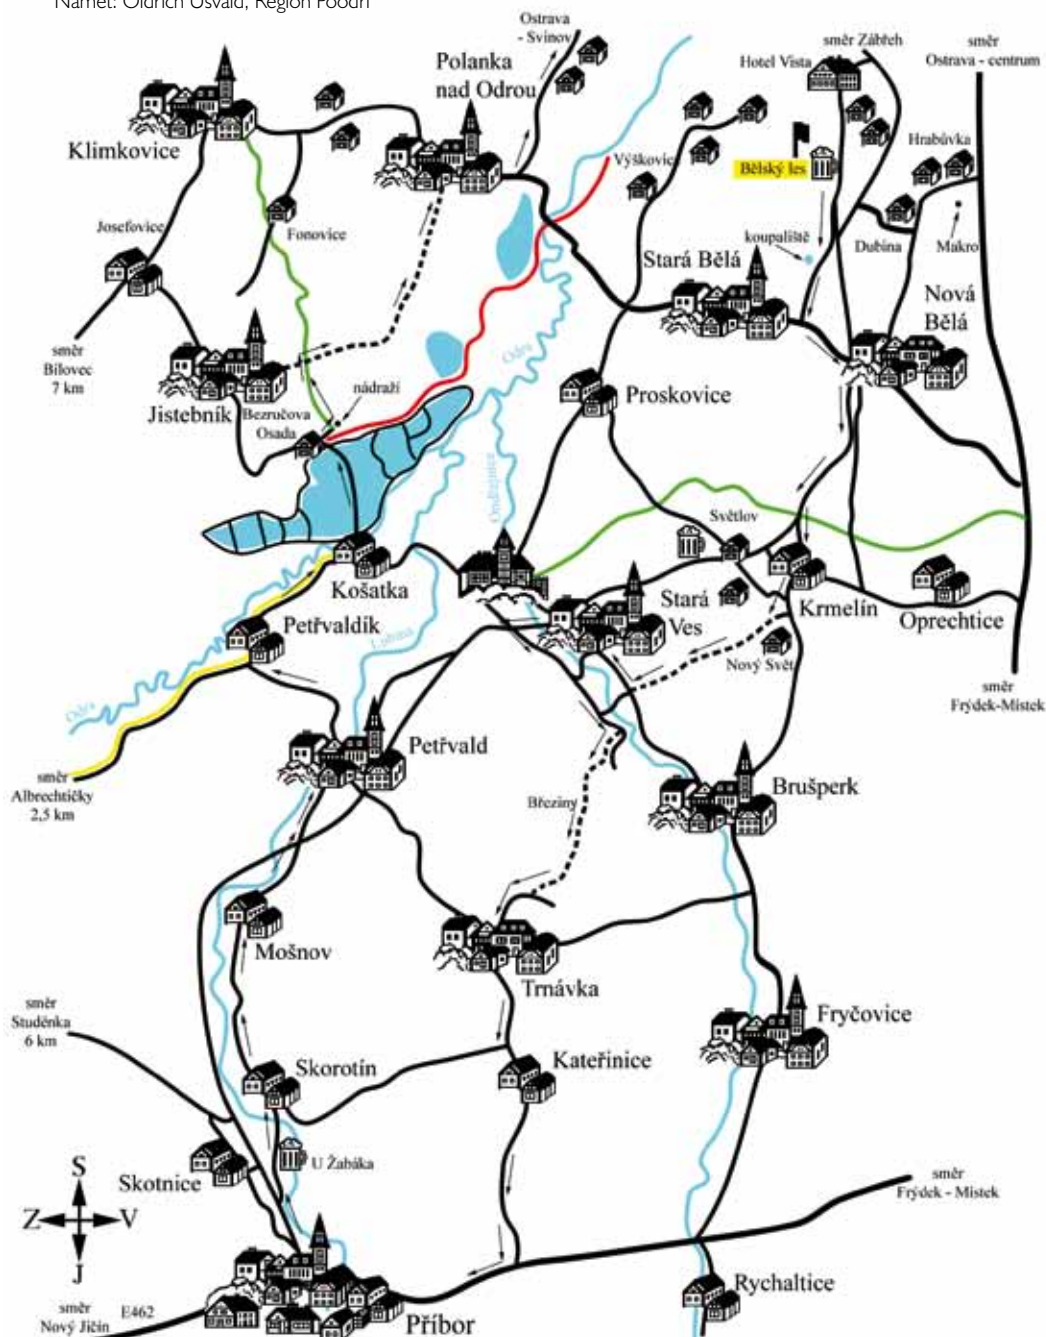 Námět: Oldřich Usvald, Region Poodří
Ostrava
- Svinov
směr Zábřeh
směr
Ostrava - centrum
Polanka
nad Odrou
Hotel Vista
Klimkovice
Výškovice
Bělský les
Hrabůvka
Josefovice
Fonovice
koupaliště
Dubina
Makro
Stará Bělá
Nová
Bělá
směr
Bílovec
7 km
Odra
Jistebník
Bezručova
Osada
nádraží
Proskovice
Ondřejnice
Světlov
Košatka
Stará
Ves
Krmelín
Oprechtice
Petřvaldík
Lubina
Nový Svět
směr
Frýdek-Místek
Odra
Petřvald
směr
Albrechtičky
2,5 km
Brušperk
Březiny
Mošnov
Trnávka
směr
Studénka
6 km
Fryčovice
Skorotín
Kateřinice
U Žabáka
Skotnice
S
Z
V
J
směr
Frýdek - Místek
Rychaltice
směr
Nový Jičín
E462
Příbor